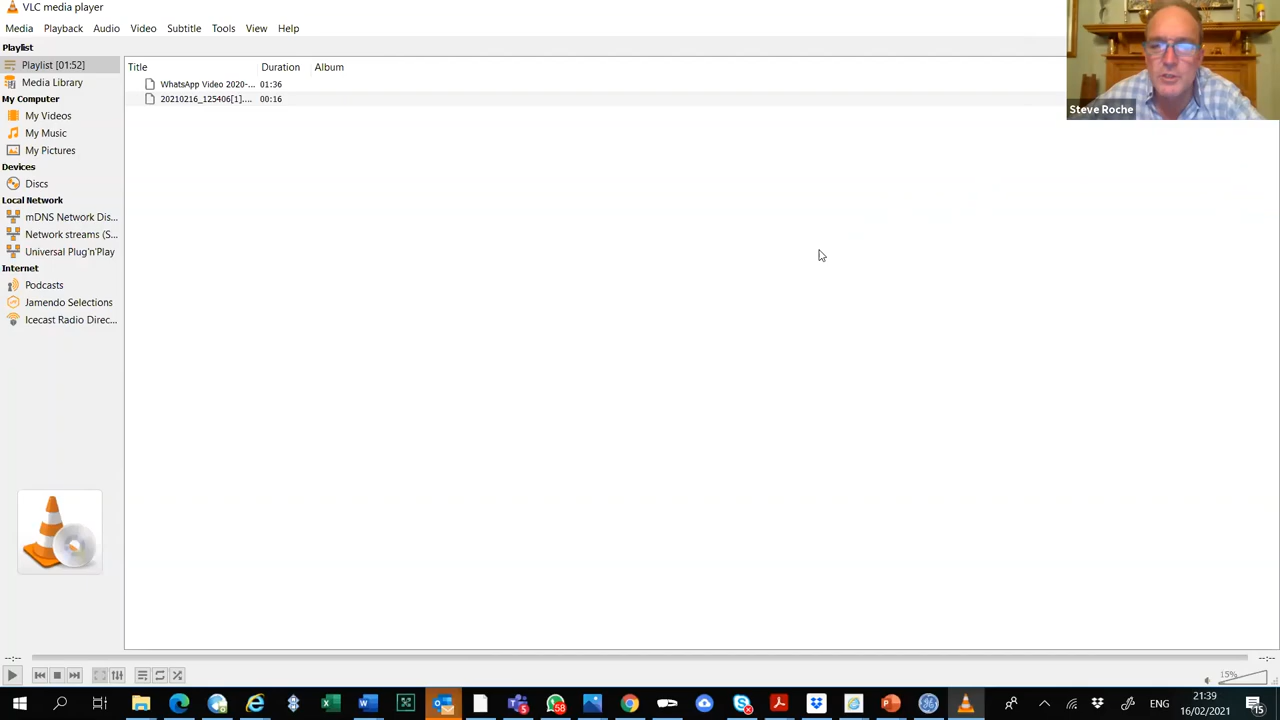 VLC media player
Media Playback Audio Video Subtitle Tools View Help
Playlist
Playlist [01:52]
Media Library
My Computer
My Videos
My Music
My Pictures
Devices
Discs
Local Network
mDNS Network Dis...
Network streams (S...
Universal Plug'n'Play
Internet
Podcasts
Jamendo Selections
Icecast Radio Direc...
Title Duration Album
WhatsApp Video 2020-... 01:36
20210216_125406[1].... 00:16
Steve Roche
--:-- --:--
15%
58
ENG
21:39
16/02/2021
15